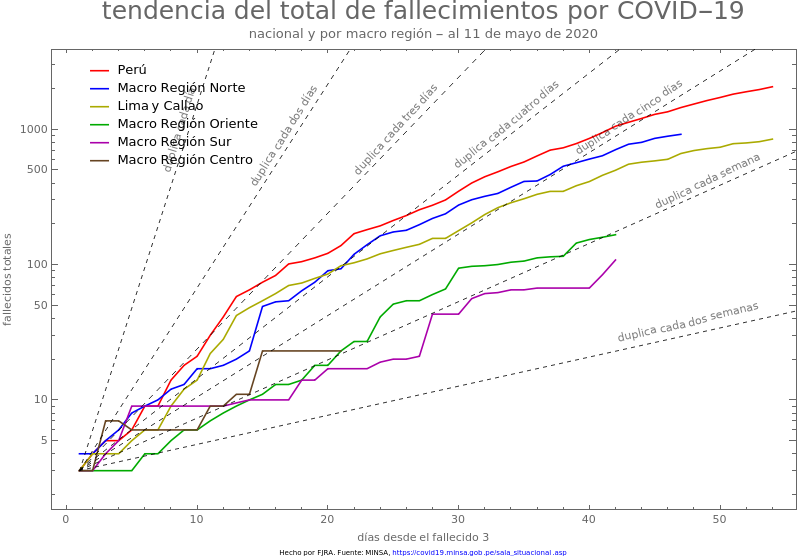 tendencia del total de fallecimientos por COVID−19
nacional y por macro región − al 11 de mayo de 2020
Perú
Macro Región Norte
Lima y Callao
Macro Región Oriente
Macro Región Sur
Macro Región Centro
duplica cada día
duplica cada dos días
duplica cada tres días
duplica cada cuatro días
duplica cada cinco días
duplica cada semana
duplica cada dos semanas
fallecidos totales
1000
500
100
50
10
5
0 10 20 30 40 50
días desde el fallecido 3
Hecho por FJRA. Fuente: MINSA, https://covid19.minsa.gob.pe/sala_situacional.asp